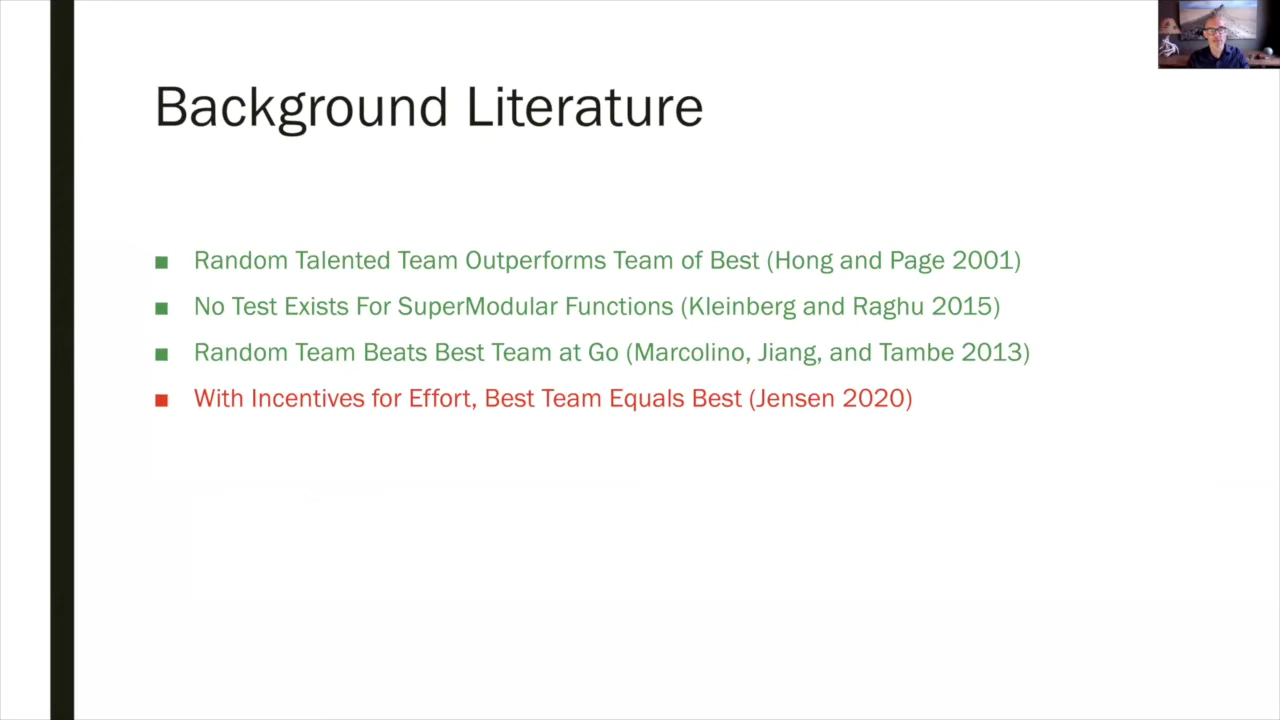 Background Literature
Random Talented Team Outperforms Team of Best (Hong and Page 2001)
No Test Exists For SuperModular Functions (Kleinberg and Raghu 2015)
Random Team Beats Best Team at Go (Marcolino, Jiang, and Tambe 2013)
With Incentives for Effort, Best Team Equals Best (Jensen 2020)